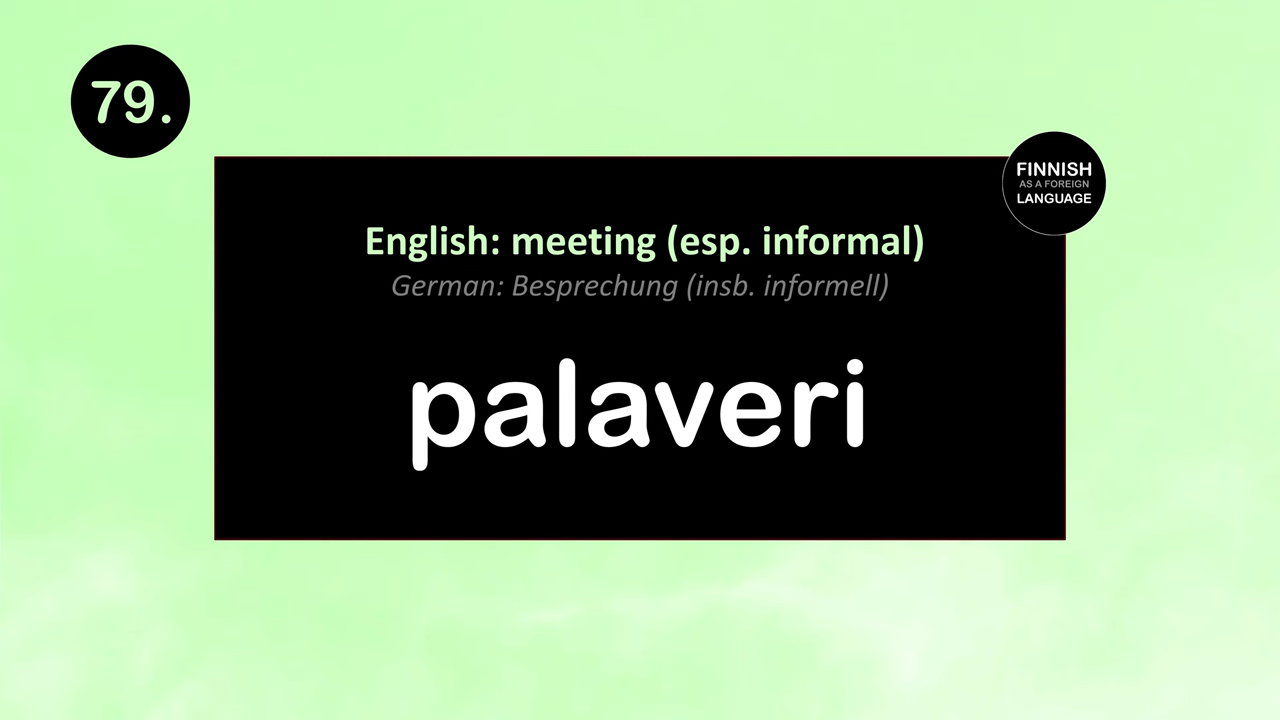 79.
FINNISH
AS A FOREIGN
LANGUAGE
English: meeting (esp. informal)
German: Besprechung (insb. informell)
palaveri